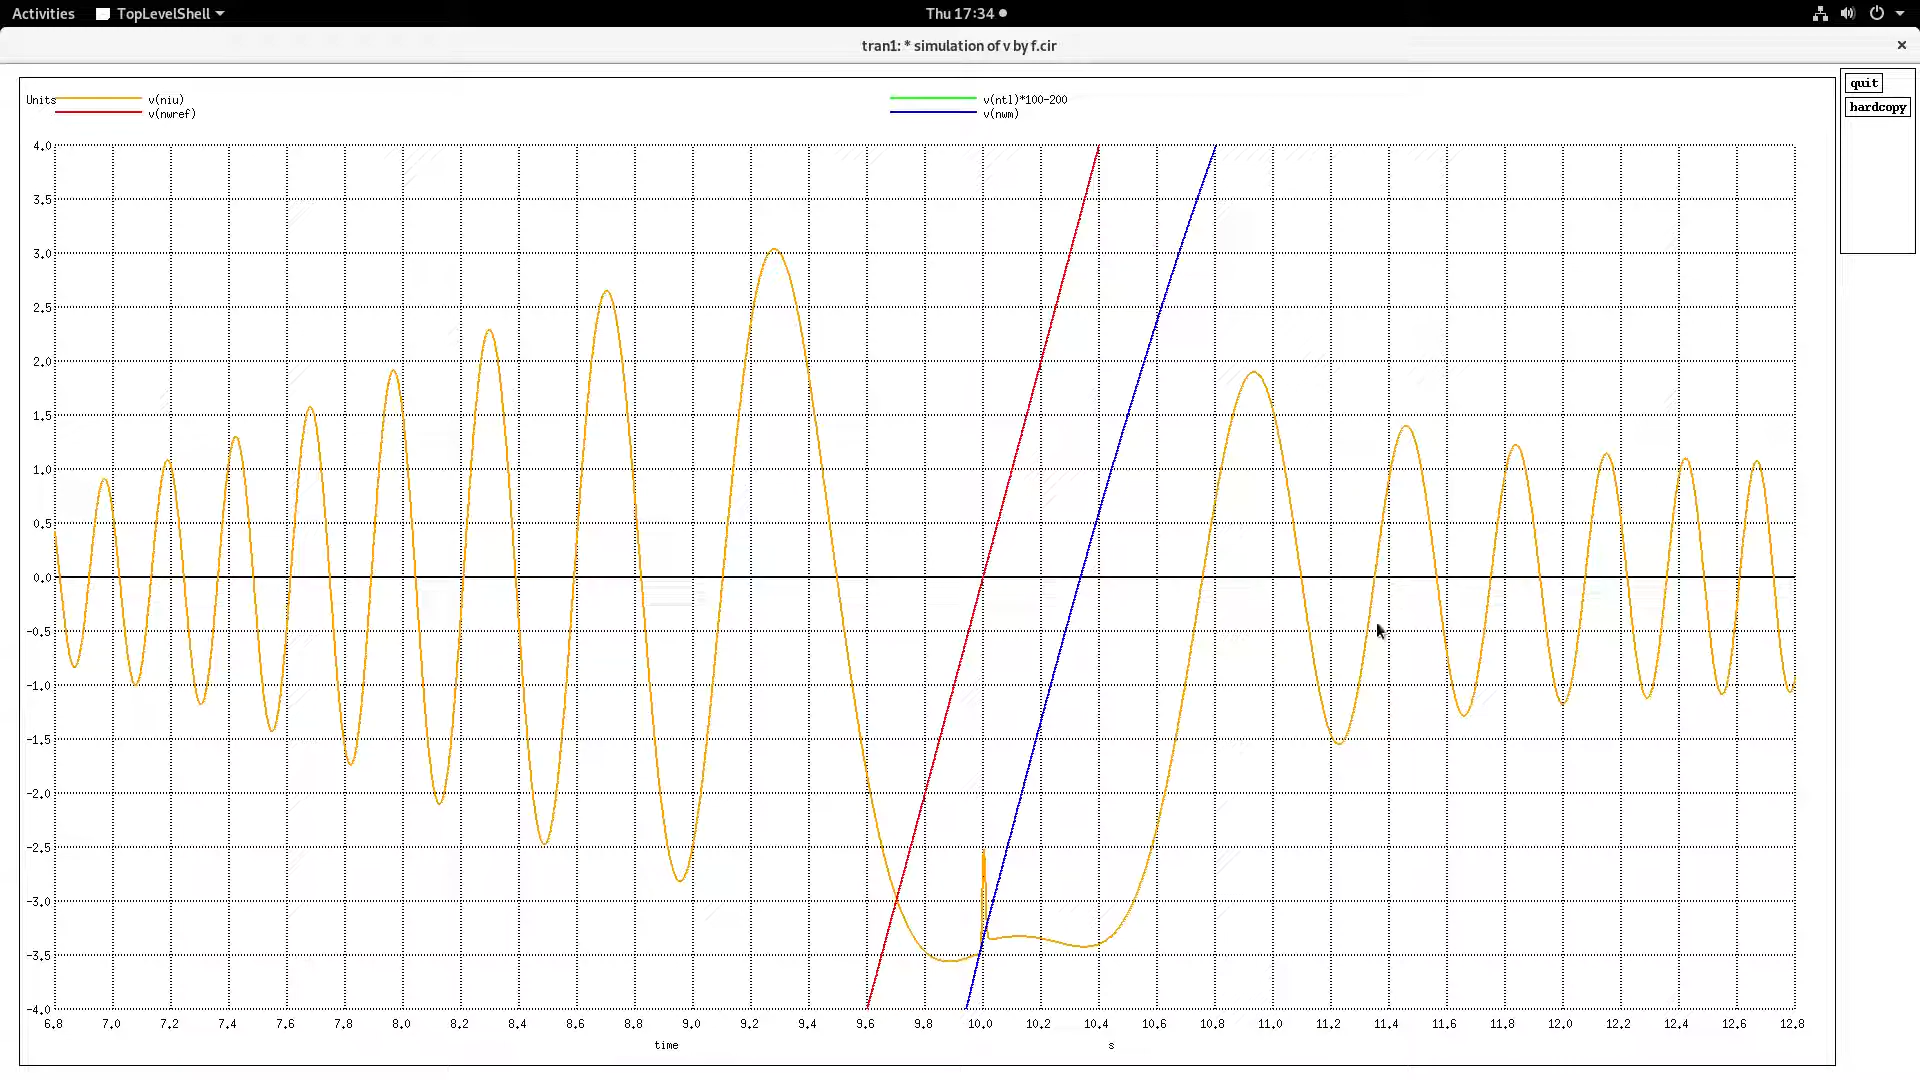 Activities TopLevelShell Thu 17:34
tran1: * simulation of v by f.cir ×
quit
hardcopy
Units v(niu) v(ntl)*100-200
v(nwref) v(nwm)
4.0
3.5
3.0
2.5
2.0
1.5
1.0
0.5
0.0
-0.5
-1.0
-1.5
-2.0
-2.5
-3.0
-3.5
-4.0
6.8 7.0 7.2 7.4 7.6 7.8 8.0 8.2 8.4 8.6 8.8 9.0 9.2 9.4 9.6 9.8 10.0 10.2 10.4 10.6 10.8 11.0 11.2 11.4 11.6 11.8 12.0 12.2 12.4 12.6 12.8
time s